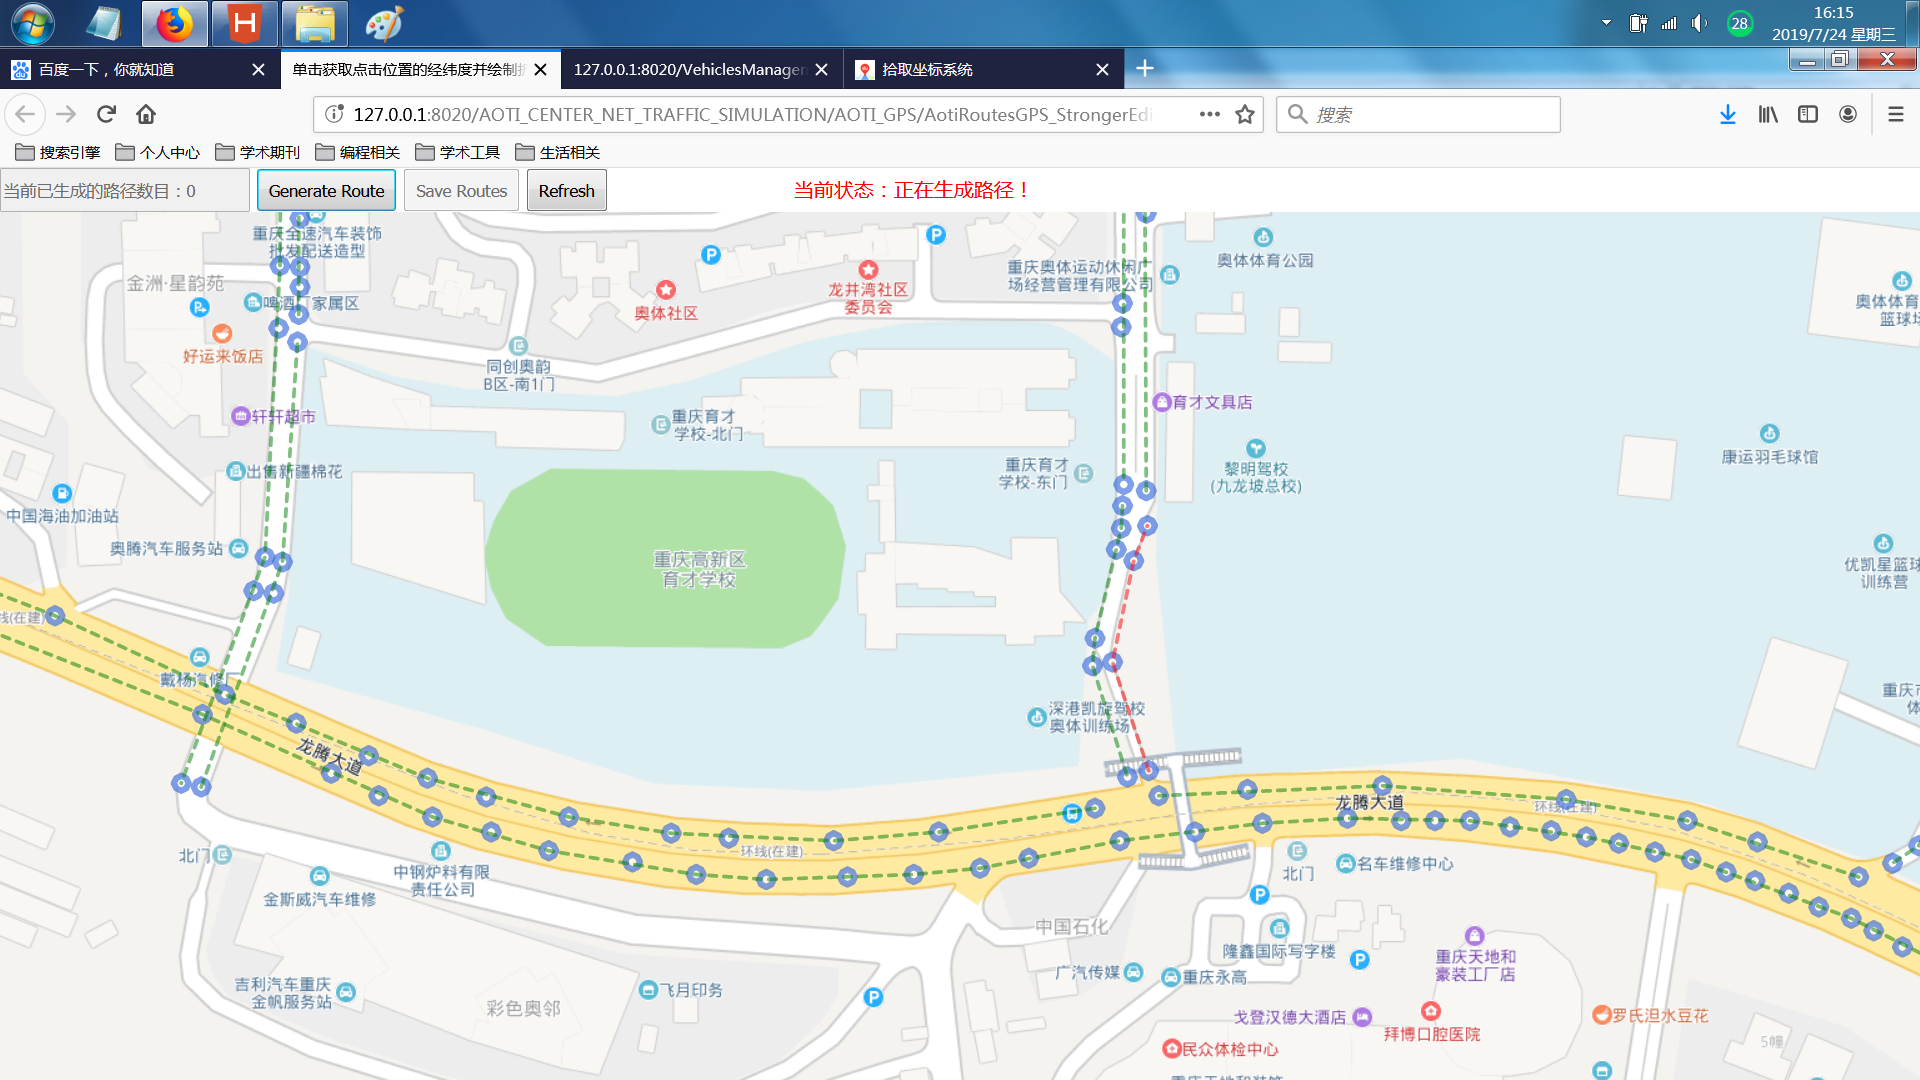 16:15
28
2019/7/24 星期三
百度一下，你就知道
单击获取点击位置的经纬度并绘制折
127.0.0.1:8020/VehiclesManager
拾取坐标系统
127.0.0.1:8020/AOTI_CENTER_NET_TRAFFIC_SIMULATION/AOTI_GPS/AotiRoutesGPS_StrongerEdi
搜索
搜索引擎
个人中心
学术期刊
编程相关
学术工具
生活相关
当前已生成的路径数目：0
Generate Route
Save Routes
Refresh
当前状态：正在生成路径！
重庆全速汽车装饰
批发配送造型
金洲·星韵苑
家属区
好运来饭店
轩轩超市
出售新疆棉花
中国海油加油站
奥腾汽车服务站
线(在建)
戴杨汽修
龙腾大道
奥体社区
龙井湾社区
委员会
同创奥韵
B区-南1门
重庆育才
学校-北门
重庆奥体运动休闲广
场经营管理有限公司
奥体体育公园
奥体体育
篮球场
育才文具店
重庆育才
学校-东门
黎明驾校
(九龙坡总校)
康运羽毛球馆
重庆高新区
育才学校
优凯星篮球
训练营
重庆市
体
深港凯旋驾校
奥体训练场
龙腾大道
环线(在建)
环线(在建)
北门
中钢炉料有限
责任公司
金斯威汽车维修
北门
名车维修中心
中国石化
隆鑫国际写字楼
重庆天地和
豪装工厂店
广汽传媒
重庆永高
吉利汽车重庆
金帆服务站
飞月印务
彩色奥邻
戈登汉德大酒店
拜博口腔医院
罗氏沮水豆花
民众体检中心
5幢